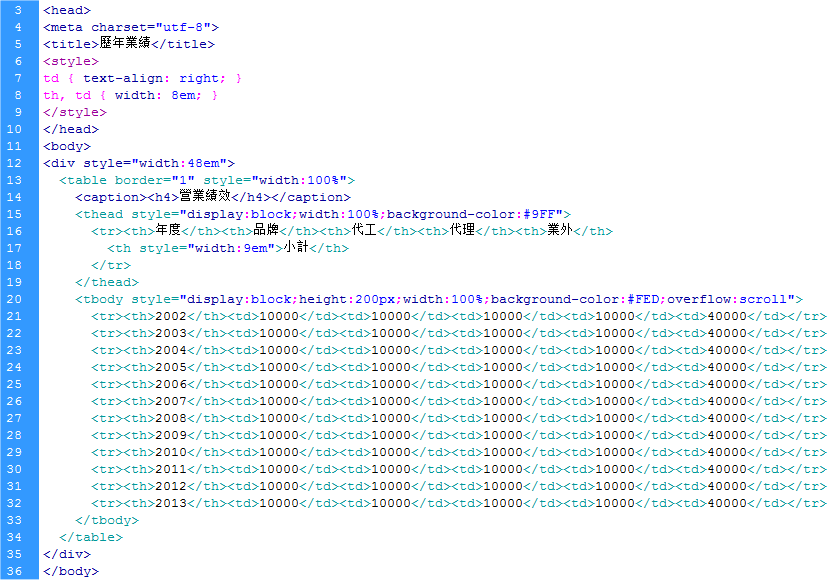 3 <head>
4 <meta charset="utf-8">
5 <title>歷年業績</title>
6 <style>
7 td { text-align: right; }
8 th, td { width: 8em; }
9 </style>
10 </head>
11 <body>
12 <div style="width:48em">
13 <table border="1" style="width:100%">
14 <caption><h4>營業績效</h4></caption>
15 <thead style="display:block;width:100%;background-color:#9FF">
16 <tr><th>年度</th><th>品牌</th><th>代工</th><th>代理</th><th>業外</th>
17 <th style="width:9em">小計</th>
18 </tr>
19 </thead>
20 <tbody style="display:block;height:200px;width:100%;background-color:#FED;overflow:scroll">
21 <tr><th>2002</th><td>10000</td><td>10000</td><td>10000</td><td>10000</td><td>40000</td></tr>
22 <tr><th>2003</th><td>10000</td><td>10000</td><td>10000</td><td>10000</td><td>40000</td></tr>
23 <tr><th>2004</th><td>10000</td><td>10000</td><td>10000</td><td>10000</td><td>40000</td></tr>
24 <tr><th>2005</th><td>10000</td><td>10000</td><td>10000</td><td>10000</td><td>40000</td></tr>
25 <tr><th>2006</th><td>10000</td><td>10000</td><td>10000</td><td>10000</td><td>40000</td></tr>
26 <tr><th>2007</th><td>10000</td><td>10000</td><td>10000</td><td>10000</td><td>40000</td></tr>
27 <tr><th>2008</th><td>10000</td><td>10000</td><td>10000</td><td>10000</td><td>40000</td></tr>
28 <tr><th>2009</th><td>10000</td><td>10000</td><td>10000</td><td>10000</td><td>40000</td></tr>
29 <tr><th>2010</th><td>10000</td><td>10000</td><td>10000</td><td>10000</td><td>40000</td></tr>
30 <tr><th>2011</th><td>10000</td><td>10000</td><td>10000</td><td>10000</td><td>40000</td></tr>
31 <tr><th>2012</th><td>10000</td><td>10000</td><td>10000</td><td>10000</td><td>40000</td></tr>
32 <tr><th>2013</th><td>10000</td><td>10000</td><td>10000</td><td>10000</td><td>40000</td></tr>
33 </tbody>
34 </table>
35 </div>
36 </body>